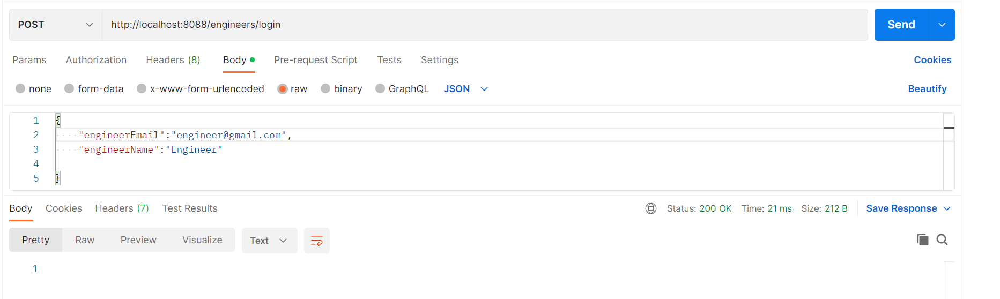 POST http://localhost:8088/engineers/login Send
Params Authorization Headers (8) Body Pre-request Script Tests Settings Cookies
none form-data x-www-form-urlencoded raw binary GraphQL JSON Beautify
1 {
2 "engineerEmail":"engineer@gmail.com",
3 "engineerName":"Engineer"
4
5 }
Body Cookies Headers (7) Test Results Status: 200 OK Time: 21 ms Size: 212 B Save Response
Pretty Raw Preview Visualize Text
1